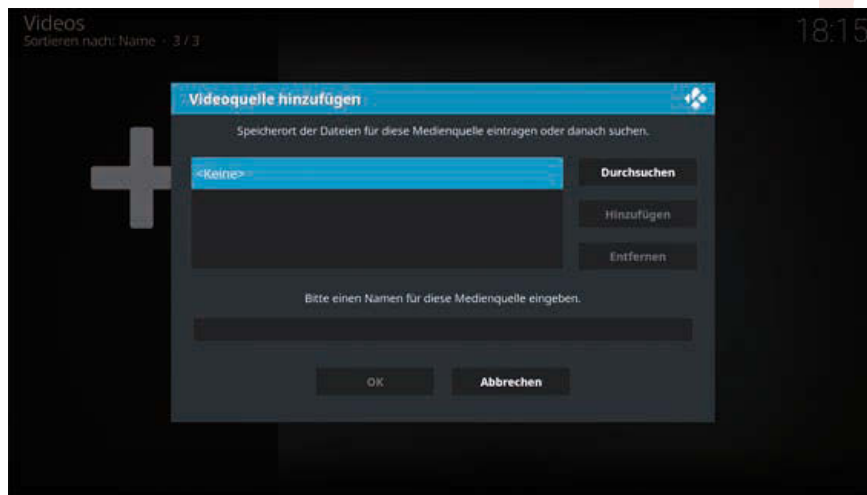 Videos
Sortieren nach: Name - 3 / 3
18:15
Videoquelle hinzufügen
Speicherort der Dateien für diese Medienquelle eintragen oder danach suchen.
<Keine>
Durchsuchen
Hinzufügen
Entfernen
Bitte einen Namen für diese Medienquelle eingeben.
OK
Abbrechen